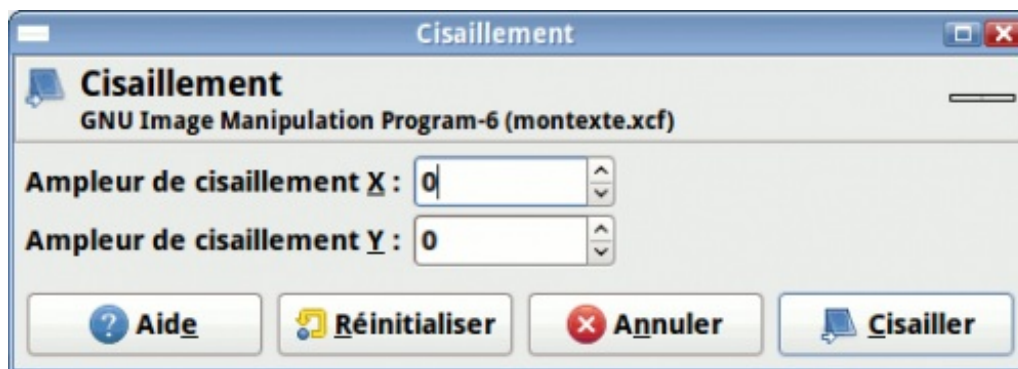 Cisaillement
Cisaillement
GNU Image Manipulation Program-6 (montexte.xcf)
Ampleur de cisaillement X : 0
Ampleur de cisaillement Y : 0
Aide Réinitialiser Annuler Cisailler